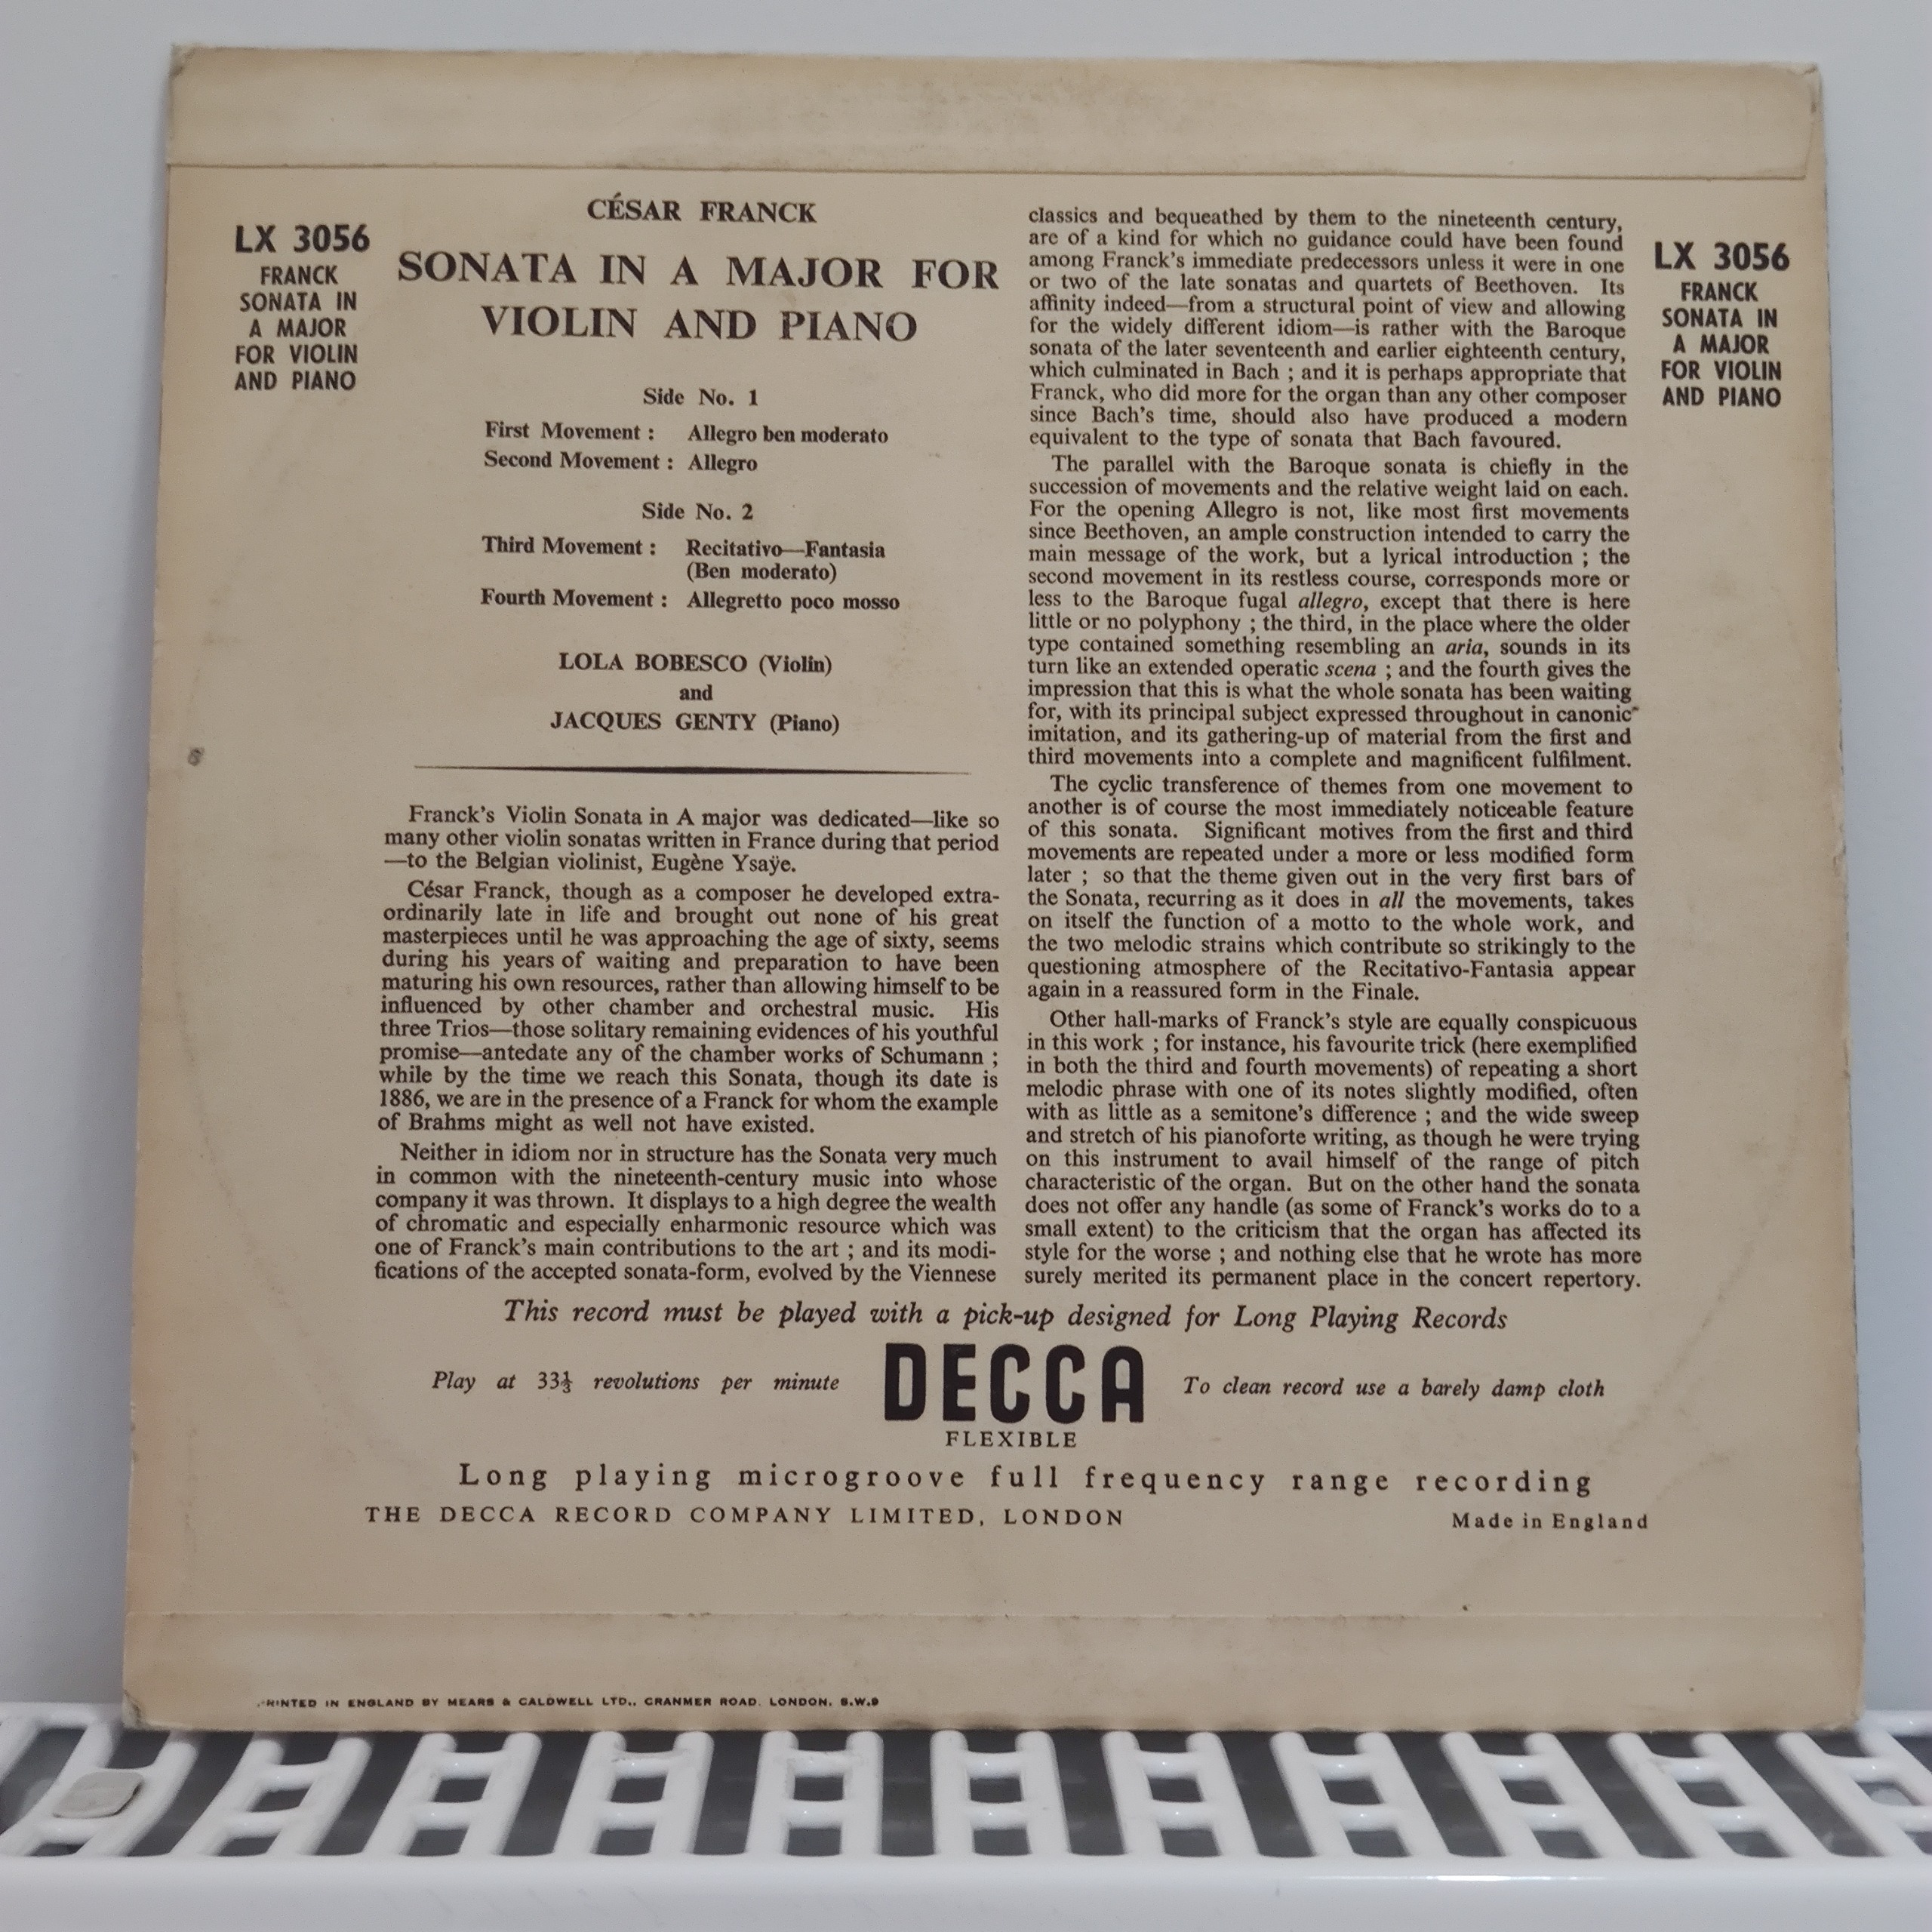 LX 3056
FRANCK
SONATA IN
A MAJOR
FOR VIOLIN
AND PIANO
CÉSAR FRANCK
SONATA IN A MAJOR FOR
VIOLIN AND PIANO
Side No. 1
First Movement : Allegro ben moderato
Second Movement : Allegro
Side No. 2
Third Movement : Recitativo—Fantasia
(Ben moderato)
Fourth Movement : Allegretto poco mosso
LOLA BOBESCO (Violin)
and
JACQUES GENTY (Piano)
Franck's Violin Sonata in A major was dedicated—like so
many other violin sonatas written in France during that period
—to the Belgian violinist, Eugène Ysaÿe.
César Franck, though as a composer he developed extra-
ordinarily late in life and brought out none of his great
masterpieces until he was approaching the age of sixty, seems
during his years of waiting and preparation to have been
maturing his own resources, rather than allowing himself to be
influenced by other chamber and orchestral music. His
three Trios—those solitary remaining evidences of his youthful
promise—antedate any of the chamber works of Schumann ;
while by the time we reach this Sonata, though its date is
1886, we are in the presence of a Franck for whom the example
of Brahms might as well not have existed.
Neither in idiom nor in structure has the Sonata very much
in common with the nineteenth-century music into whose
company it was thrown. It displays to a high degree the wealth
of chromatic and especially enharmonic resource which was
one of Franck's main contributions to the art ; and its modi-
fications of the accepted sonata-form, evolved by the Viennese
classics and bequeathed by them to the nineteenth century,
are of a kind for which no guidance could have been found
among Franck's immediate predecessors unless it were in one
or two of the late sonatas and quartets of Beethoven. Its
affinity indeed—from a structural point of view and allowing
for the widely different idiom—is rather with the Baroque
sonata of the later seventeenth and earlier eighteenth century,
which culminated in Bach ; and it is perhaps appropriate that
Franck, who did more for the organ than any other composer
since Bach's time, should also have produced a modern
equivalent to the type of sonata that Bach favoured.
The parallel with the Baroque sonata is chiefly in the
succession of movements and the relative weight laid on each.
For the opening Allegro is not, like most first movements
since Beethoven, an ample construction intended to carry the
main message of the work, but a lyrical introduction ; the
second movement in its restless course, corresponds more or
less to the Baroque fugal allegro, except that there is here
little or no polyphony ; the third, in the place where the older
type contained something resembling an aria, sounds in its
turn like an extended operatic scena ; and the fourth gives the
impression that this is what the whole sonata has been waiting
for, with its principal subject expressed throughout in canonic
imitation, and its gathering-up of material from the first and
third movements into a complete and magnificent fulfilment.
The cyclic transference of themes from one movement to
another is of course the most immediately noticeable feature
of this sonata. Significant motives from the first and third
movements are repeated under a more or less modified form
later ; so that the theme given out in the very first bars of
the Sonata, recurring as it does in all the movements, takes
on itself the function of a motto to the whole work, and
the two melodic strains which contribute so strikingly to the
questioning atmosphere of the Recitativo-Fantasia appear
again in a reassured form in the Finale.
Other hall-marks of Franck's style are equally conspicuous
in this work ; for instance, his favourite trick (here exemplified
in both the third and fourth movements) of repeating a short
melodic phrase with one of its notes slightly modified, often
with as little as a semitone's difference ; and the wide sweep
and stretch of his pianoforte writing, as though he were trying
on this instrument to avail himself of the range of pitch
characteristic of the organ. But on the other hand the sonata
does not offer any handle (as some of Franck's works do to a
small extent) to the criticism that the organ has affected its
style for the worse ; and nothing else that he wrote has more
surely merited its permanent place in the concert repertory.
LX 3056
FRANCK
SONATA IN
A MAJOR
FOR VIOLIN
AND PIANO
This record must be played with a pick-up designed for Long Playing Records
Play at 33⅓ revolutions per minute
DECCA
FLEXIBLE
To clean record use a barely damp cloth
Long playing microgroove full frequency range recording
THE DECCA RECORD COMPANY LIMITED, LONDON
Made in England
PRINTED IN ENGLAND BY MEARS & CALDWELL LTD., CRANMER ROAD. LONDON, S.W.9